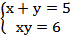 x + y = 5
xy = 6